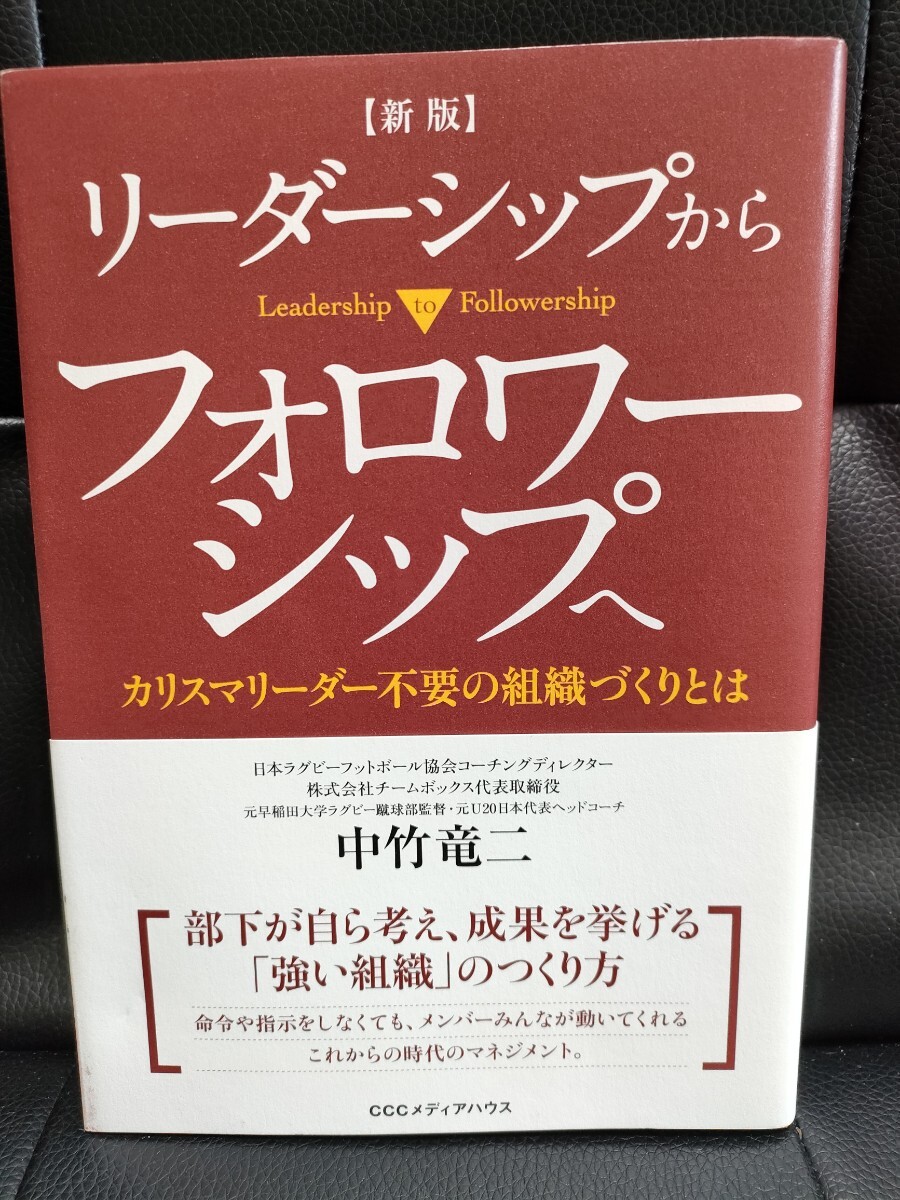 【新版】
リーダーシップから
Leadership to Followership
フォロワー
シップへ
カリスマリーダー不要の組織づくりとは
日本ラグビーフットボール協会コーチングディレクター
株式会社チームボックス代表取締役
元早稲田大学ラグビー蹴球部監督・元U20日本代表ヘッドコーチ
中竹竜二
部下が自ら考え、成果を挙げる
「強い組織」のつくり方
命令や指示をしなくても、メンバーみんなが動いてくれる
これからの時代のマネジメント。
CCCメディアハウス